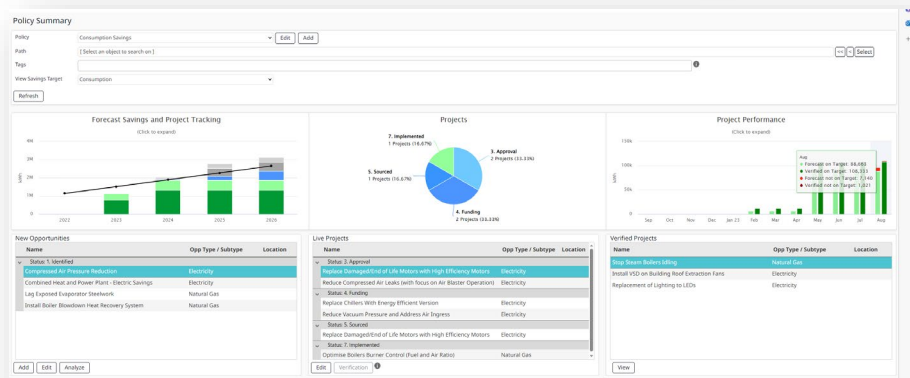 Policy Summary
Policy
Consumption Savings
Edit
Add
Path
[ Select an object to search on ]
Select
Tags
View Savings Target
Consumption
Refresh
Forecast Savings and Project Tracking
(Click to expand)
4M
3M
2M
1M
0
kWh
2022
2023
2024
2025
2026
Projects
7. Implemented
1 Projects (16.67%)
3. Approval
2 Projects (33.33%)
5. Sourced
1 Projects (16.67%)
4. Funding
2 Projects (33.33%)
Project Performance
(Click to expand)
150k
100k
50k
0
kWh
Aug
Forecast on Target: 88,693
Verified on Target: 106,351
Forecast not on Target: 7,140
Verified not on Target: 1,021
Sep
Oct
Nov
Dec
Jan 23
Feb
Mar
Apr
May
Jun
Jul
Aug
New Opportunities
Name Opp Type / Subtype Location
Status: 1. Identified
Compressed Air Pressure Reduction Electricity
Combined Heat and Power Plant - Electric Savings Electricity
Lag Exposed Evaporator Steelwork Natural Gas
Install Boiler Blowdown Heat Recovery System Natural Gas
Add
Edit
Analyze
Live Projects
Name Opp Type / Subtype Location
Status: 3. Approval
Replace Damaged/End of Life Motors with High Efficiency Motors Electricity
Reduce Compressed Air Leaks (with focus on Air Blaster Operation) Electricity
Status: 4. Funding
Replace Chillers With Energy Efficient Version Electricity
Reduce Vacuum Pressure and Address Air Ingress Electricity
Status: 5. Sourced
Replace Damaged/End of Life Motors with High Efficiency Motors Electricity
Status: 7. Implemented
Optimise Boilers Burner Control (Fuel and Air Ratio) Natural Gas
Edit
Verification
Verified Projects
Name Opp Type / Subtype Location
Stop Steam Boilers Idling Natural Gas
Install VSD on Building Roof Extraction Fans Electricity
Replacement of Lighting to LEDs Electricity
View